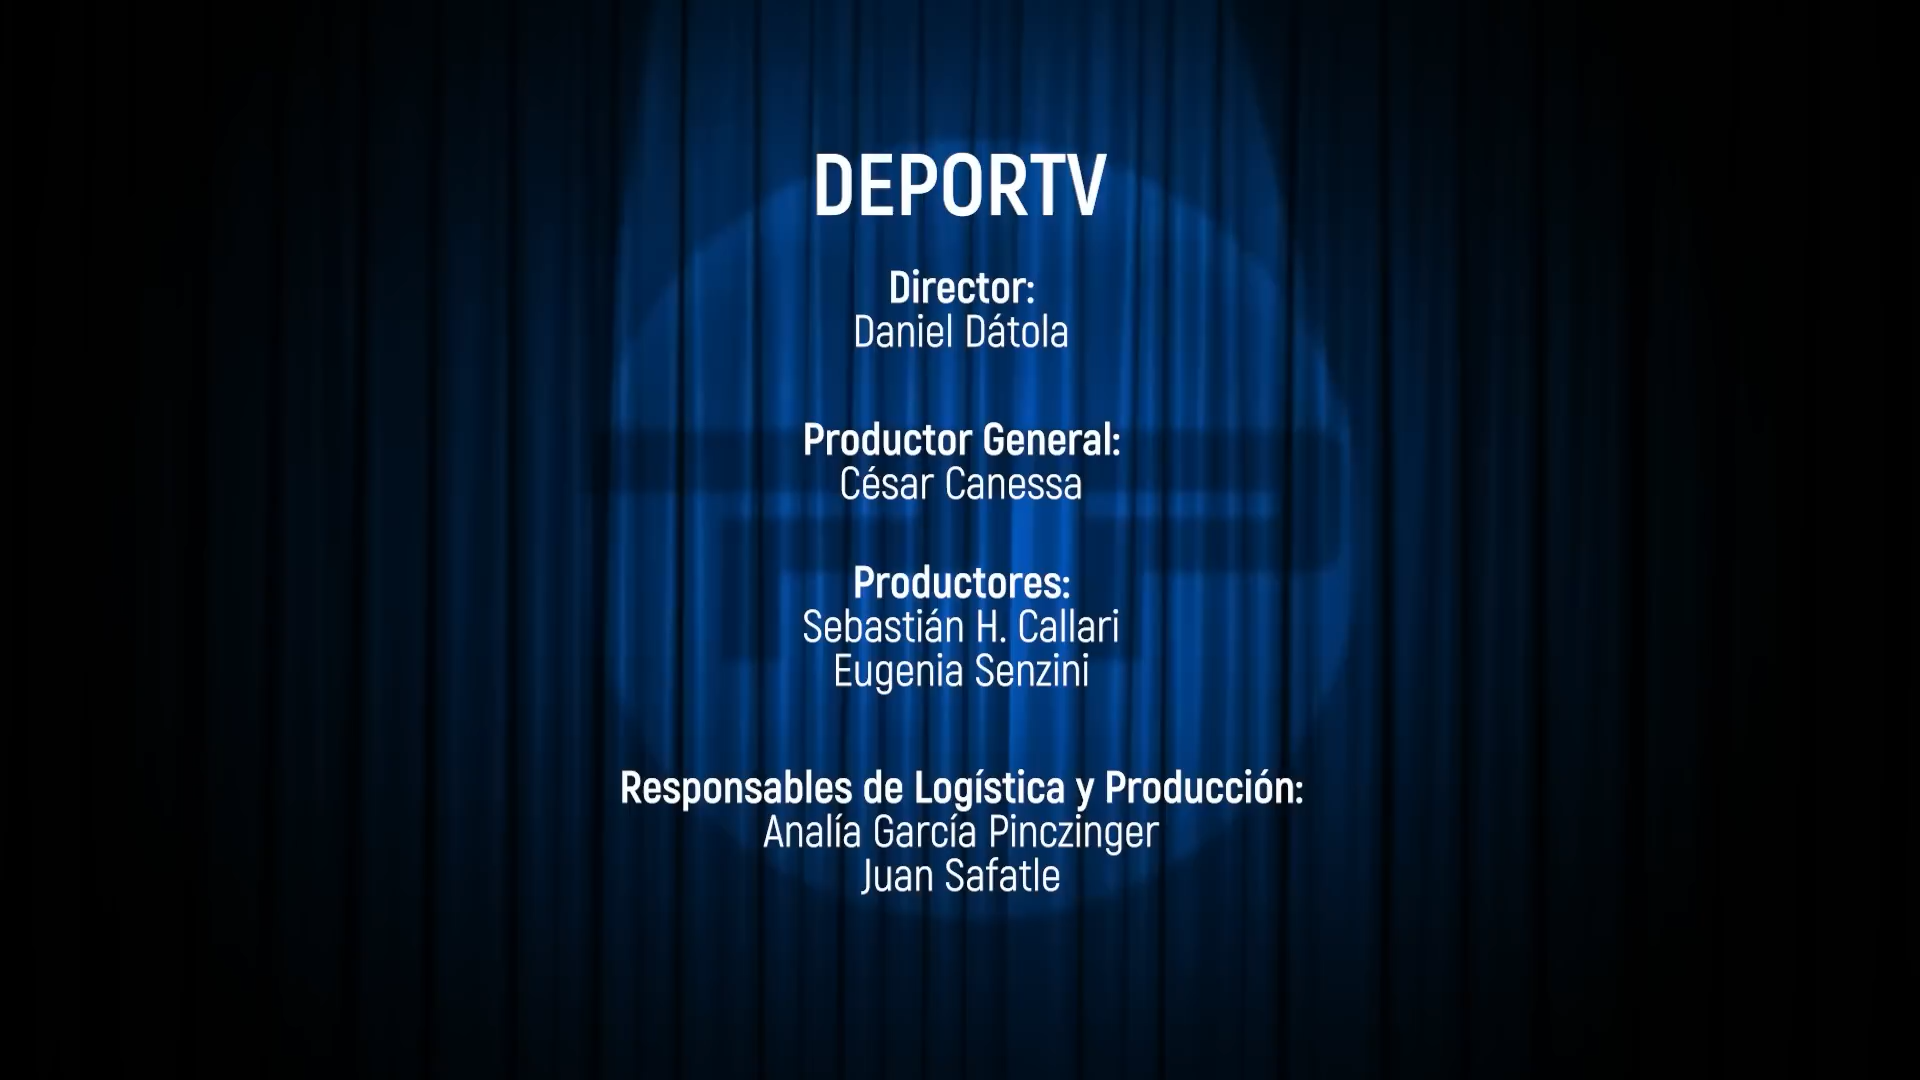 DEPORTV
Director:
Daniel Dátola
Productor General:
César Canessa
Productores:
Sebastián H. Callari
Eugenia Senzini
Responsables de Logística y Producción:
Analía García Pinczinger
Juan Safatle